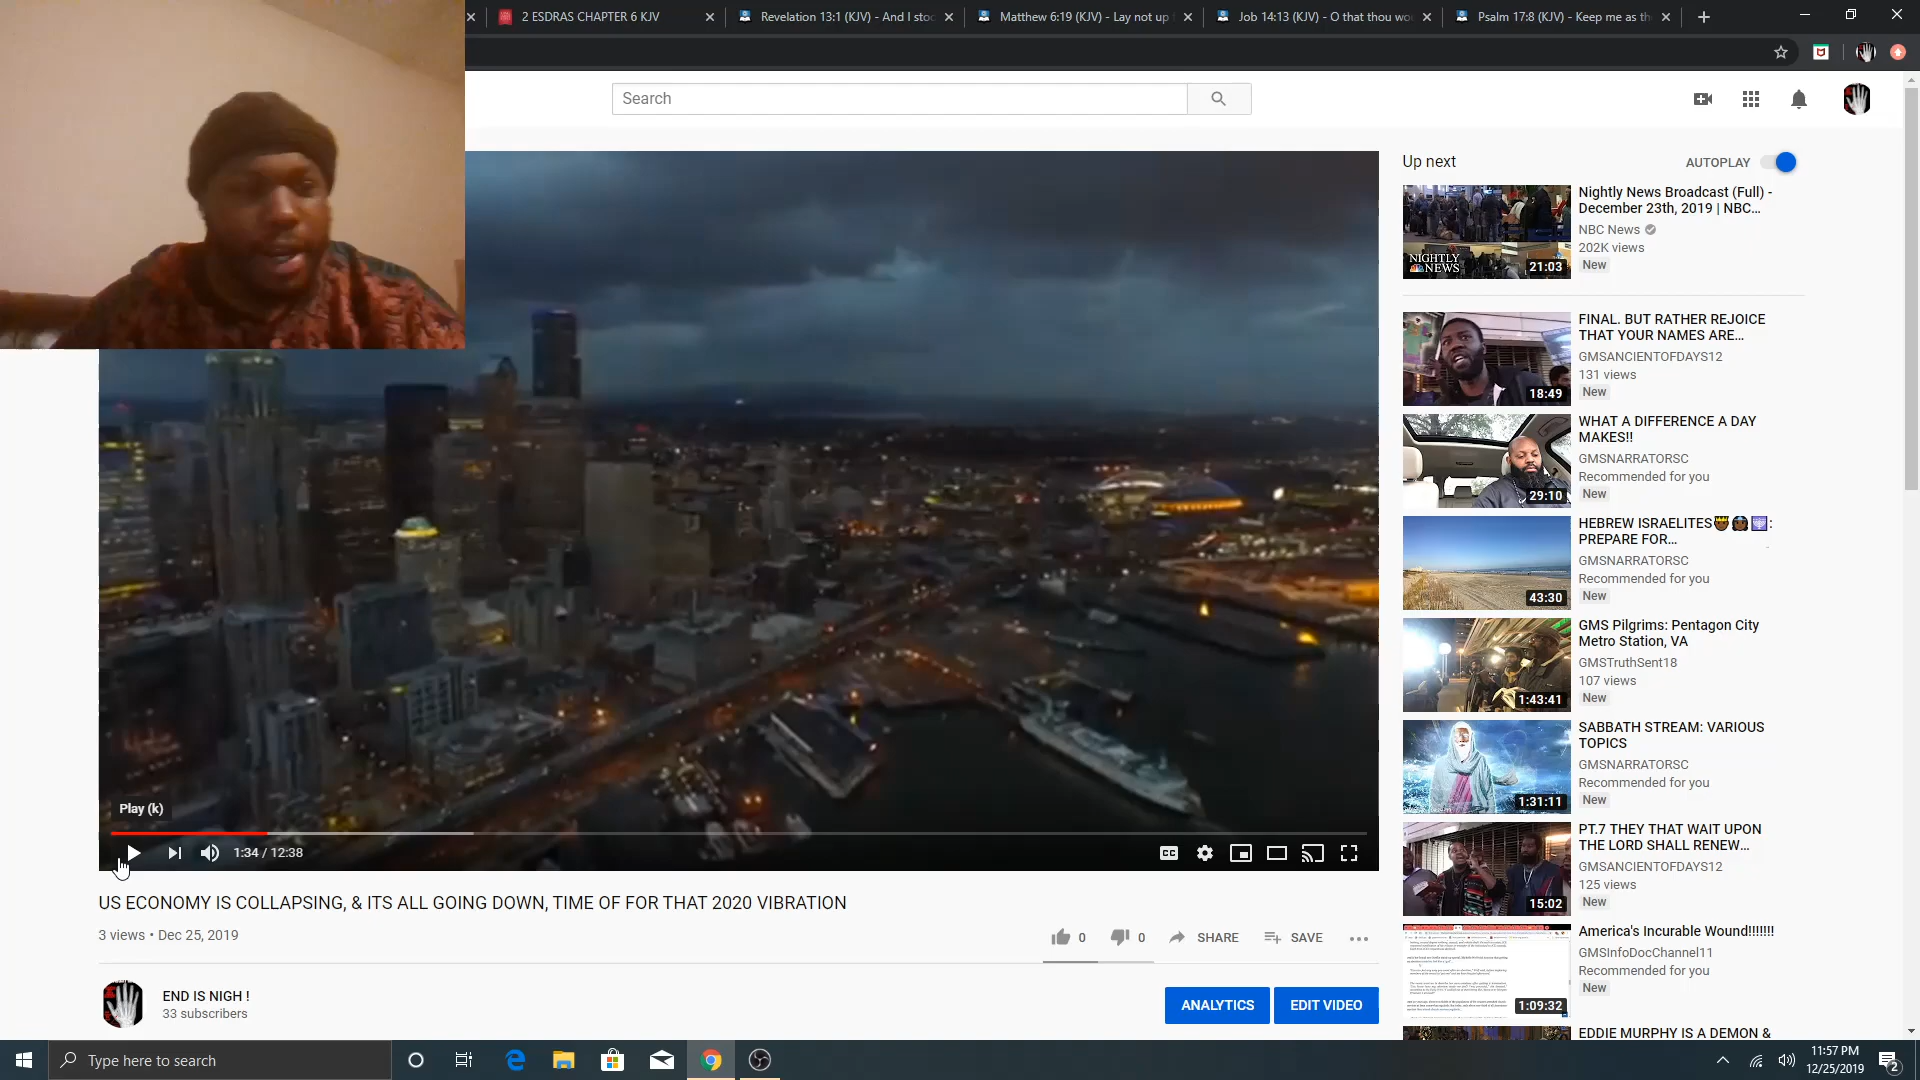 2 ESDRAS CHAPTER 6 KJV
Revelation 13:1 (KJV) - And I stoo
Matthew 6:19 (KJV) - Lay not up
Job 14:13 (KJV) - O that thou wo
Psalm 17:8 (KJV) - Keep me as th
Search
Up next
AUTOPLAY
Nightly News Broadcast (Full) -
December 23th, 2019 | NBC...
NBC News
202K views
New
NIGHTLY
NEWS
21:03
FINAL. BUT RATHER REJOICE
THAT YOUR NAMES ARE...
GMSANCIENTOFDAYS12
131 views
New
18:49
WHAT A DIFFERENCE A DAY
MAKES!!
GMSNARRATORSC
Recommended for you
New
29:10
HEBREW ISRAELITES🤴🏿👸🏿🕎:
PREPARE FOR...
GMSNARRATORSC
Recommended for you
New
43:30
GMS Pilgrims: Pentagon City
Metro Station, VA
GMSTruthSent18
107 views
New
1:43:41
SABBATH STREAM: VARIOUS
TOPICS
GMSNARRATORSC
Recommended for you
New
1:31:11
PT.7 THEY THAT WAIT UPON
THE LORD SHALL RENEW...
GMSANCIENTOFDAYS12
125 views
New
15:02
America's Incurable Wound!!!!!!!
GMSInfoDocChannel11
Recommended for you
New
1:09:32
EDDIE MURPHY IS A DEMON &
Play (k)
1:34 / 12:38
CC
US ECONOMY IS COLLAPSING, & ITS ALL GOING DOWN, TIME OF FOR THAT 2020 VIBRATION
3 views • Dec 25, 2019
0
0
SHARE
SAVE
END IS NIGH !
33 subscribers
ANALYTICS
EDIT VIDEO
Type here to search
11:57 PM
12/25/2019
2